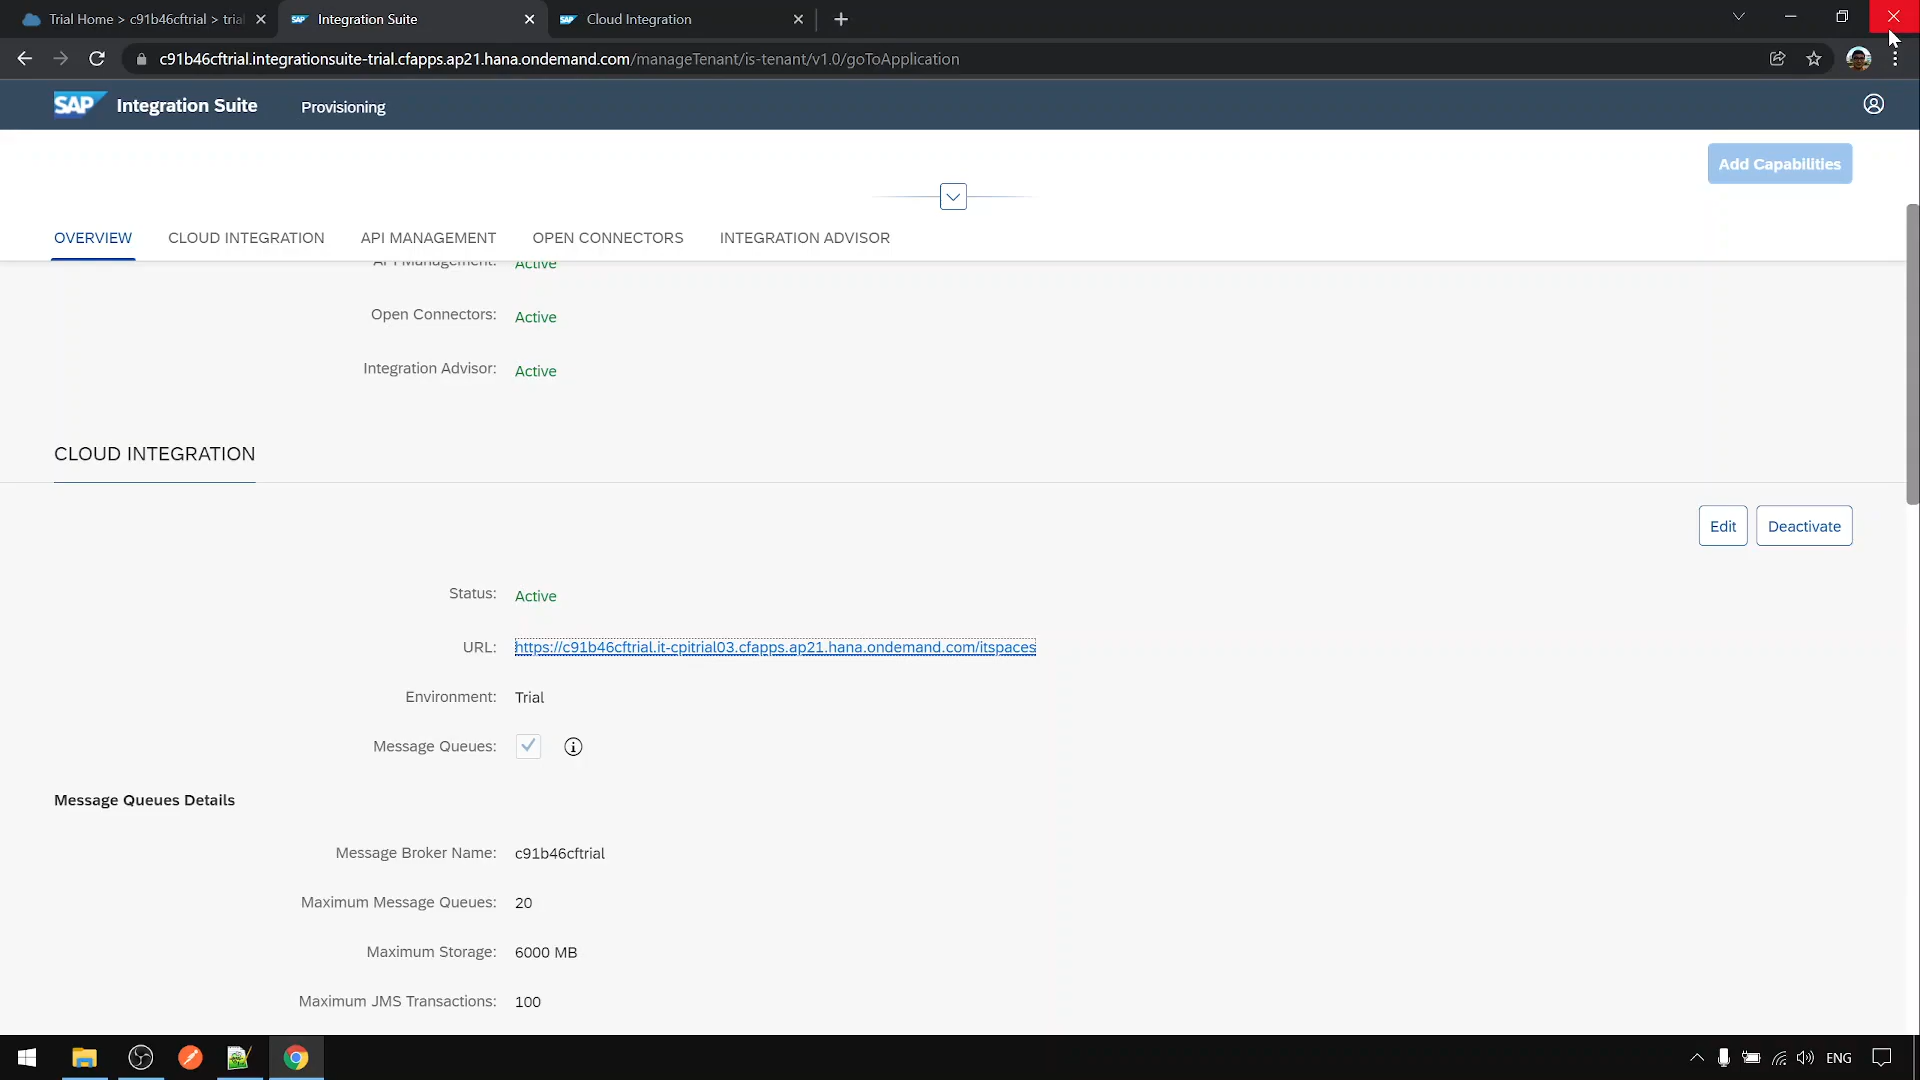 Trial Home > c91b46cftrial > trial
Integration Suite
Cloud Integration
c91b46cftrial.integrationsuite-trial.cfapps.ap21.hana.ondemand.com/manageTenant/is-tenant/v1.0/goToApplication
SAP Integration Suite Provisioning
Add Capabilities
OVERVIEW CLOUD INTEGRATION API MANAGEMENT OPEN CONNECTORS INTEGRATION ADVISOR
API Management: Active
Open Connectors: Active
Integration Advisor: Active
CLOUD INTEGRATION
Edit Deactivate
Status: Active
URL: https://c91b46cftrial.it-cpitrial03.cfapps.ap21.hana.ondemand.com/itspaces
Environment: Trial
Message Queues:
Message Queues Details
Message Broker Name: c91b46cftrial
Maximum Message Queues: 20
Maximum Storage: 6000 MB
Maximum JMS Transactions: 100
ENG